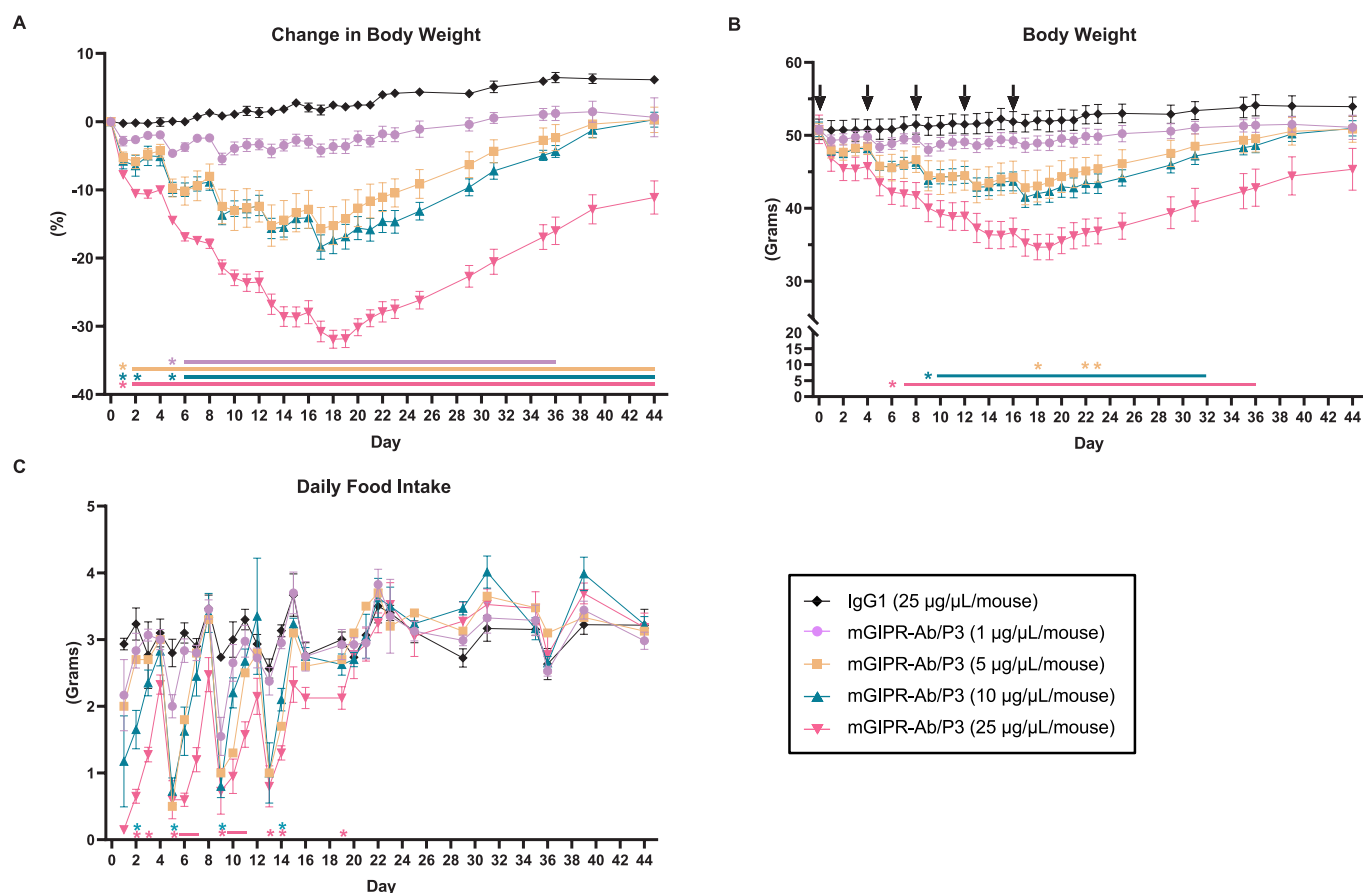 A
Change in Body Weight
10
0
-10
-20
-30
-40
(%)
* * * * * * *
0 2 4 6 8 10 12 14 16 18 20 22 24 26 28 30 32 34 36 38 40 42 44
Day
B
Body Weight
60
50
40
30
20
15
10
5
0
(Grams)
* * * * *
0 2 4 6 8 10 12 14 16 18 20 22 24 26 28 30 32 34 36 38 40 42 44
Day
C
Daily Food Intake
5
4
3
2
1
0
(Grams)
* * * * * * * * * * *
0 2 4 6 8 10 12 14 16 18 20 22 24 26 28 30 32 34 36 38 40 42 44
Day
IgG1 (25 µg/µL/mouse)
mGIPR-Ab/P3 (1 µg/µL/mouse)
mGIPR-Ab/P3 (5 µg/µL/mouse)
mGIPR-Ab/P3 (10 µg/µL/mouse)
mGIPR-Ab/P3 (25 µg/µL/mouse)